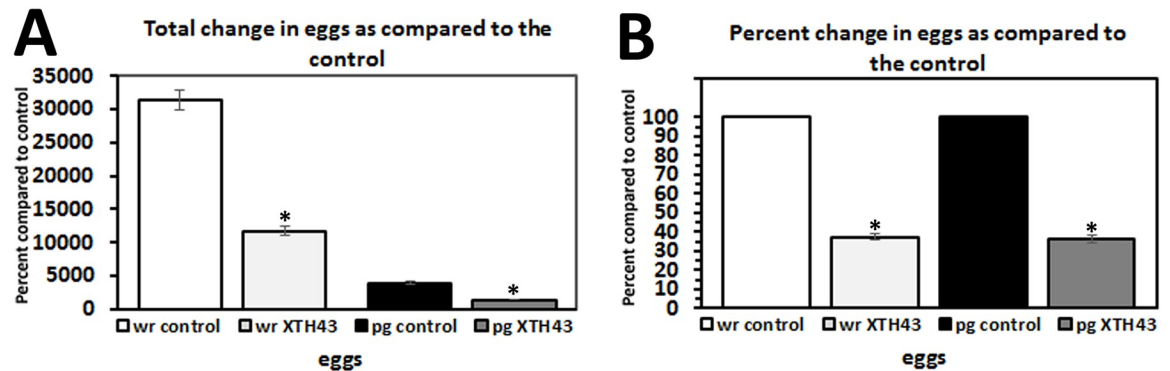 A
Total change in eggs as compared to the
control
Percent compared to control
35000
30000
25000
20000
15000
10000
5000
0
*
*
wr control
wr XTH43
pg control
pg XTH43
eggs
B
Percent change in eggs as compared to
the control
Percent compared to control
100
90
80
70
60
50
40
30
20
10
0
*
*
wr control
wr XTH43
pg control
pg XTH43
eggs